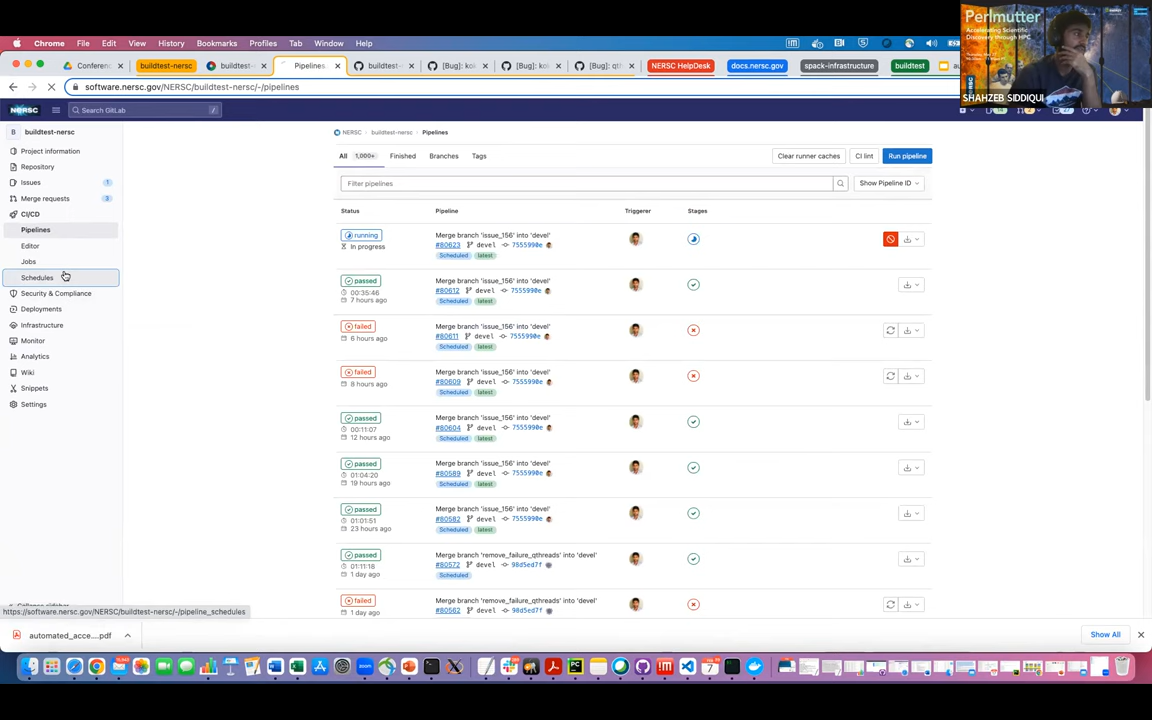 Chrome File Edit View History Bookmarks Profiles Tab Window Help
Perlmutter
Accelerating Scientific
Discovery through HPC
SHAHZEB SIDDIQUI
Conferenc
buildtest-nersc
buildtest-
Pipelines
buildtest-
[Bug]: ko
[Bug]: ko
[Bug]: qth
NERSC HelpDesk
docs.nersc.gov
spack-infrastructure
buildtest
software.nersc.gov/NERSC/buildtest-nersc/-/pipelines
NERSC
Search GitLab /
B buildtest-nersc
Project information
Repository
Issues 1
Merge requests 3
CI/CD
Pipelines
Editor
Jobs
Schedules
Security & Compliance
Deployments
Infrastructure
Monitor
Analytics
Wiki
Snippets
Settings
Collapse sidebar
https://software.nersc.gov/NERSC/buildtest-nersc/-/pipeline_schedules
NERSC > buildtest-nersc > Pipelines
All 1,000+ Finished Branches Tags Clear runner caches CI lint Run pipeline
Filter pipelines Show Pipeline ID
Status Pipeline Triggerer Stages
running Merge branch 'issue_156' into 'devel'
In progress #80623 devel 7555990e
Scheduled latest
passed Merge branch 'issue_156' into 'devel'
00:35:46 #80612 devel 7555990e
7 hours ago Scheduled latest
failed Merge branch 'issue_156' into 'devel'
6 hours ago #80611 devel 7555990e
Scheduled latest
failed Merge branch 'issue_156' into 'devel'
8 hours ago #80609 devel 7555990e
Scheduled latest
passed Merge branch 'issue_156' into 'devel'
00:11:07 #80604 devel 7555990e
12 hours ago Scheduled latest
passed Merge branch 'issue_156' into 'devel'
01:04:20 #80589 devel 7555990e
19 hours ago Scheduled latest
passed Merge branch 'issue_156' into 'devel'
01:01:51 #80582 devel 7555990e
23 hours ago Scheduled latest
passed Merge branch 'remove_failure_qthreads' into 'devel'
01:11:18 #80572 devel 98d5ed7f
1 day ago Scheduled
failed Merge branch 'remove_failure_qthreads' into 'devel'
1 day ago #80562 devel 98d5ed7f
automated_acce....pdf
Show All